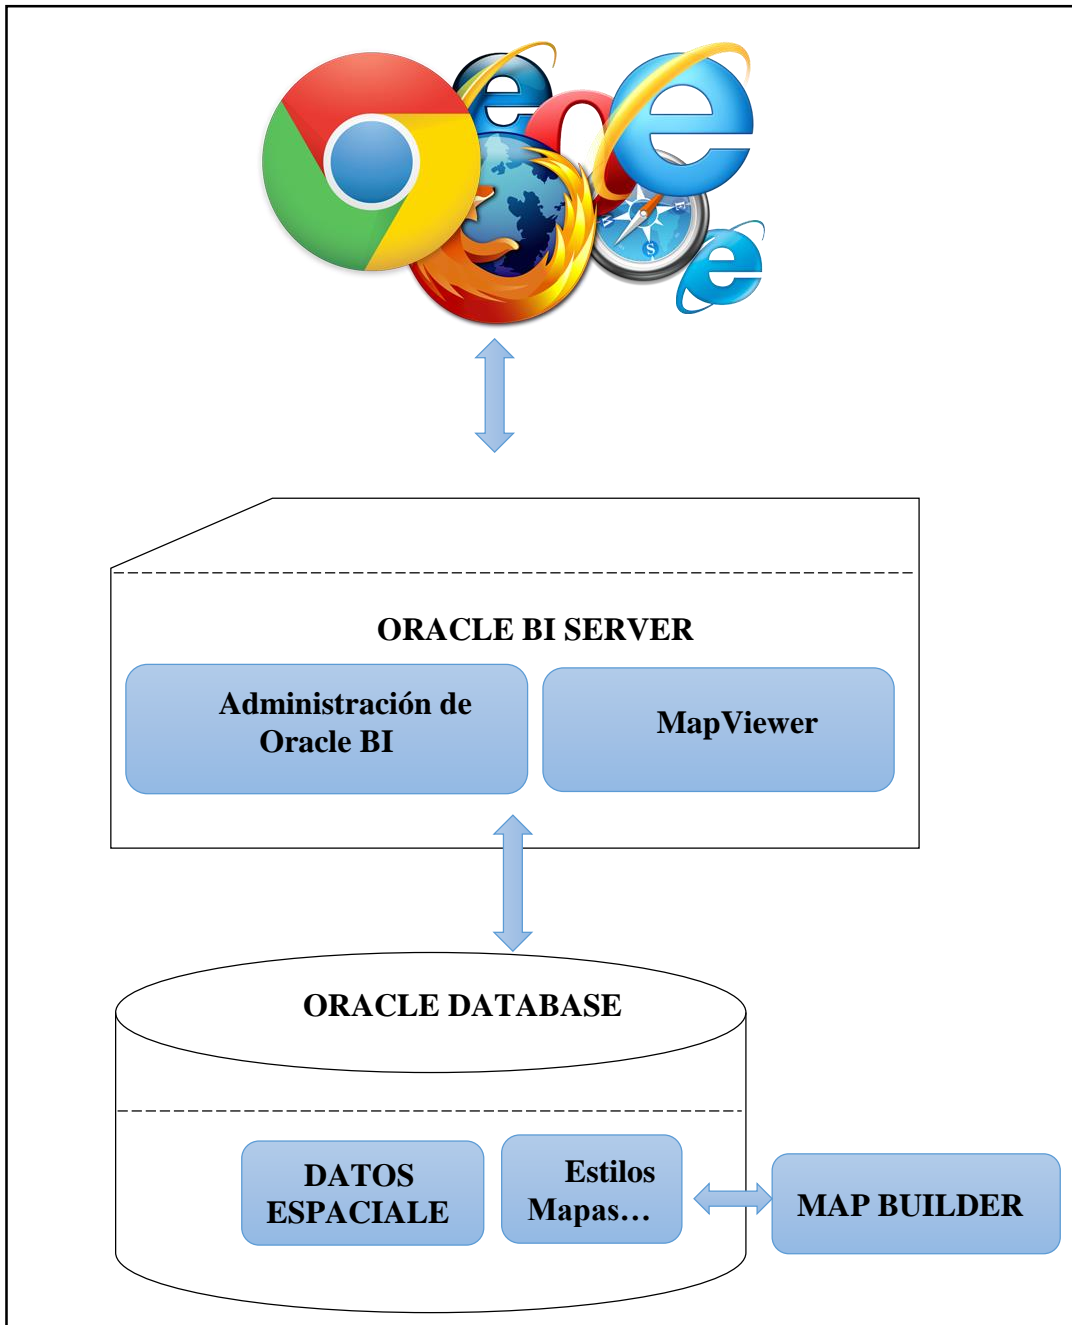 ORACLE BI SERVER
Administración de
Oracle BI
MapViewer
ORACLE DATABASE
DATOS
ESPACIALE
Estilos
Mapas…
MAP BUILDER